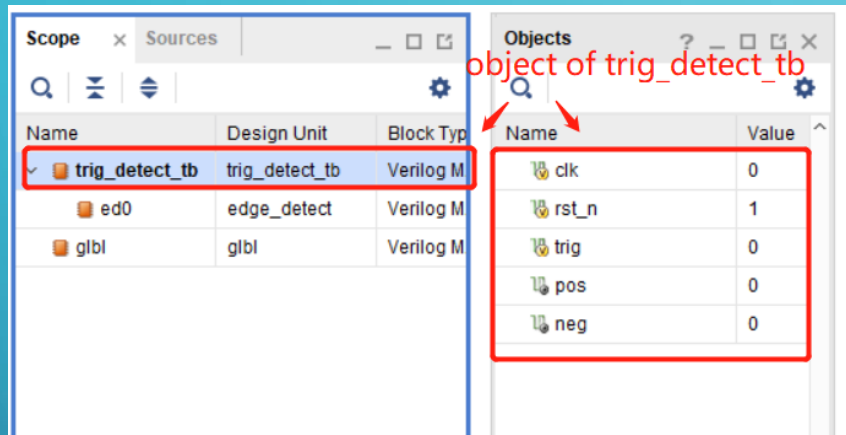 Scope × Sources
Objects ?
object of trig_detect_tb
Name Design Unit Block Typ
trig_detect_tb trig_detect_tb Verilog M
ed0 edge_detect Verilog M
glbl glbl Verilog M
Name Value
clk 0
rst_n 1
trig 0
pos 0
neg 0